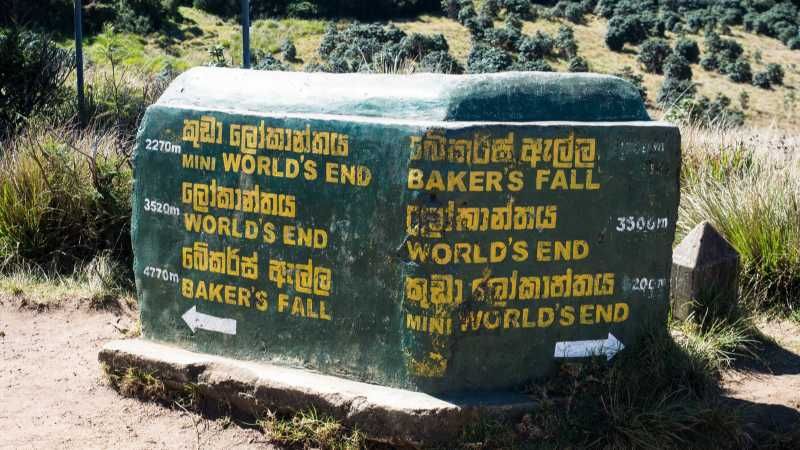 කුඩා ලෝකාන්තය
2270m MINI WORLD'S END
ලෝකාන්තය
3520m WORLD'S END
බේකර්ස් ඇල්ල
4770m BAKER'S FALL
බේකර්ස් ඇල්ල
BAKER'S FALL
ලෝකාන්තය
WORLD'S END 3500m
කුඩා ලෝකාන්තය
MINI WORLD'S END